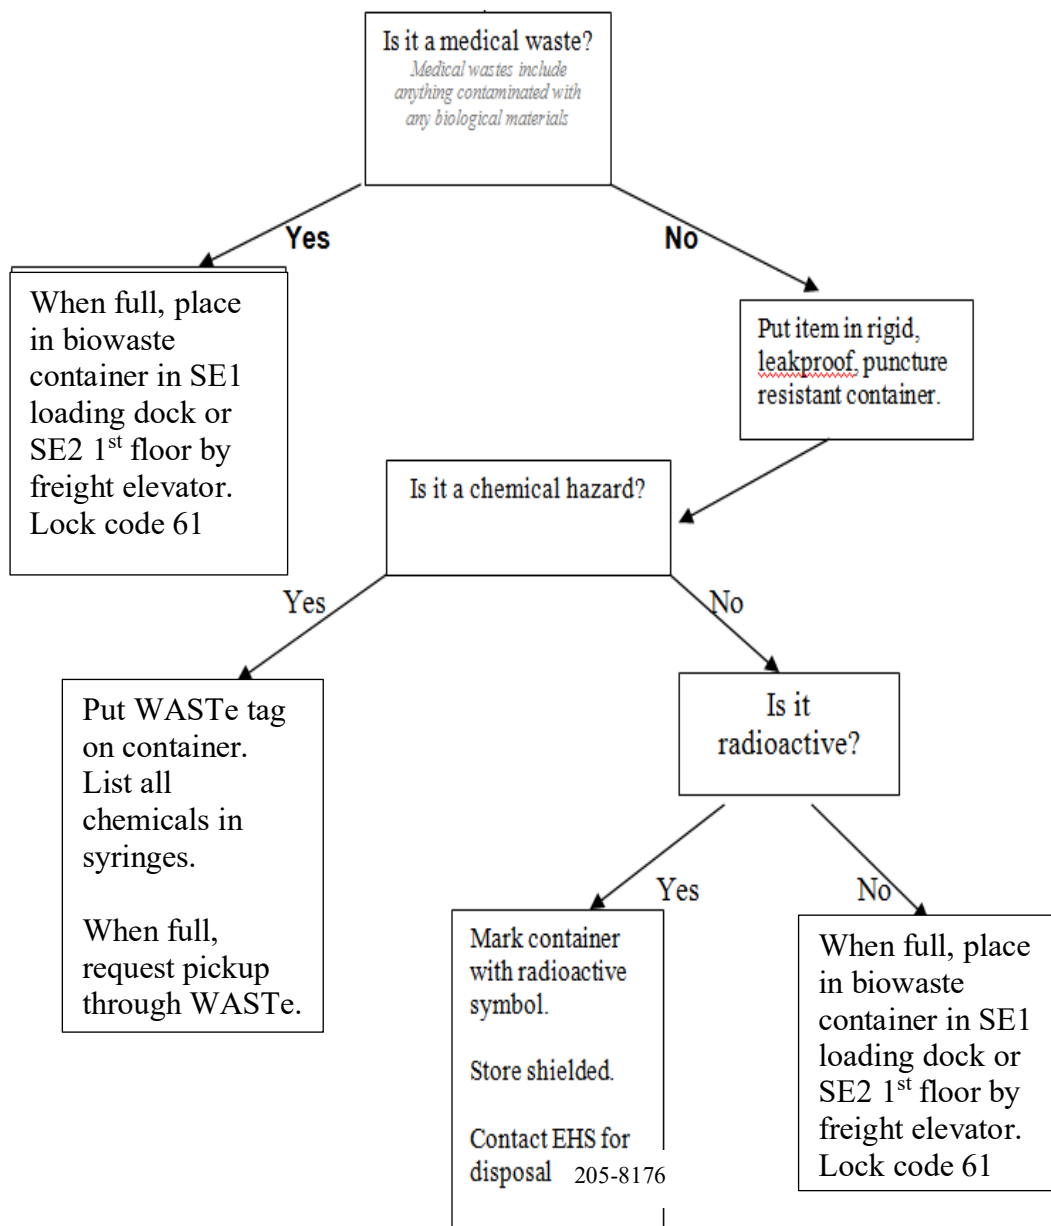 Is it a medical waste?
Medical wastes include
anything contaminated with
any biological materials
Yes
No
When full, place
in biowaste
container in SE1
loading dock or
SE2 1st floor by
freight elevator.
Lock code 61
Put item in rigid,
leakproof, puncture
resistant container.
Is it a chemical hazard?
Yes
No
Put WASTe tag
on container.
List all
chemicals in
syringes.
When full,
request pickup
through WASTe.
Is it
radioactive?
Yes
No
Mark container
with radioactive
symbol.
Store shielded.
Contact EHS for
disposal 205-8176
When full, place
in biowaste
container in SE1
loading dock or
SE2 1st floor by
freight elevator.
Lock code 61